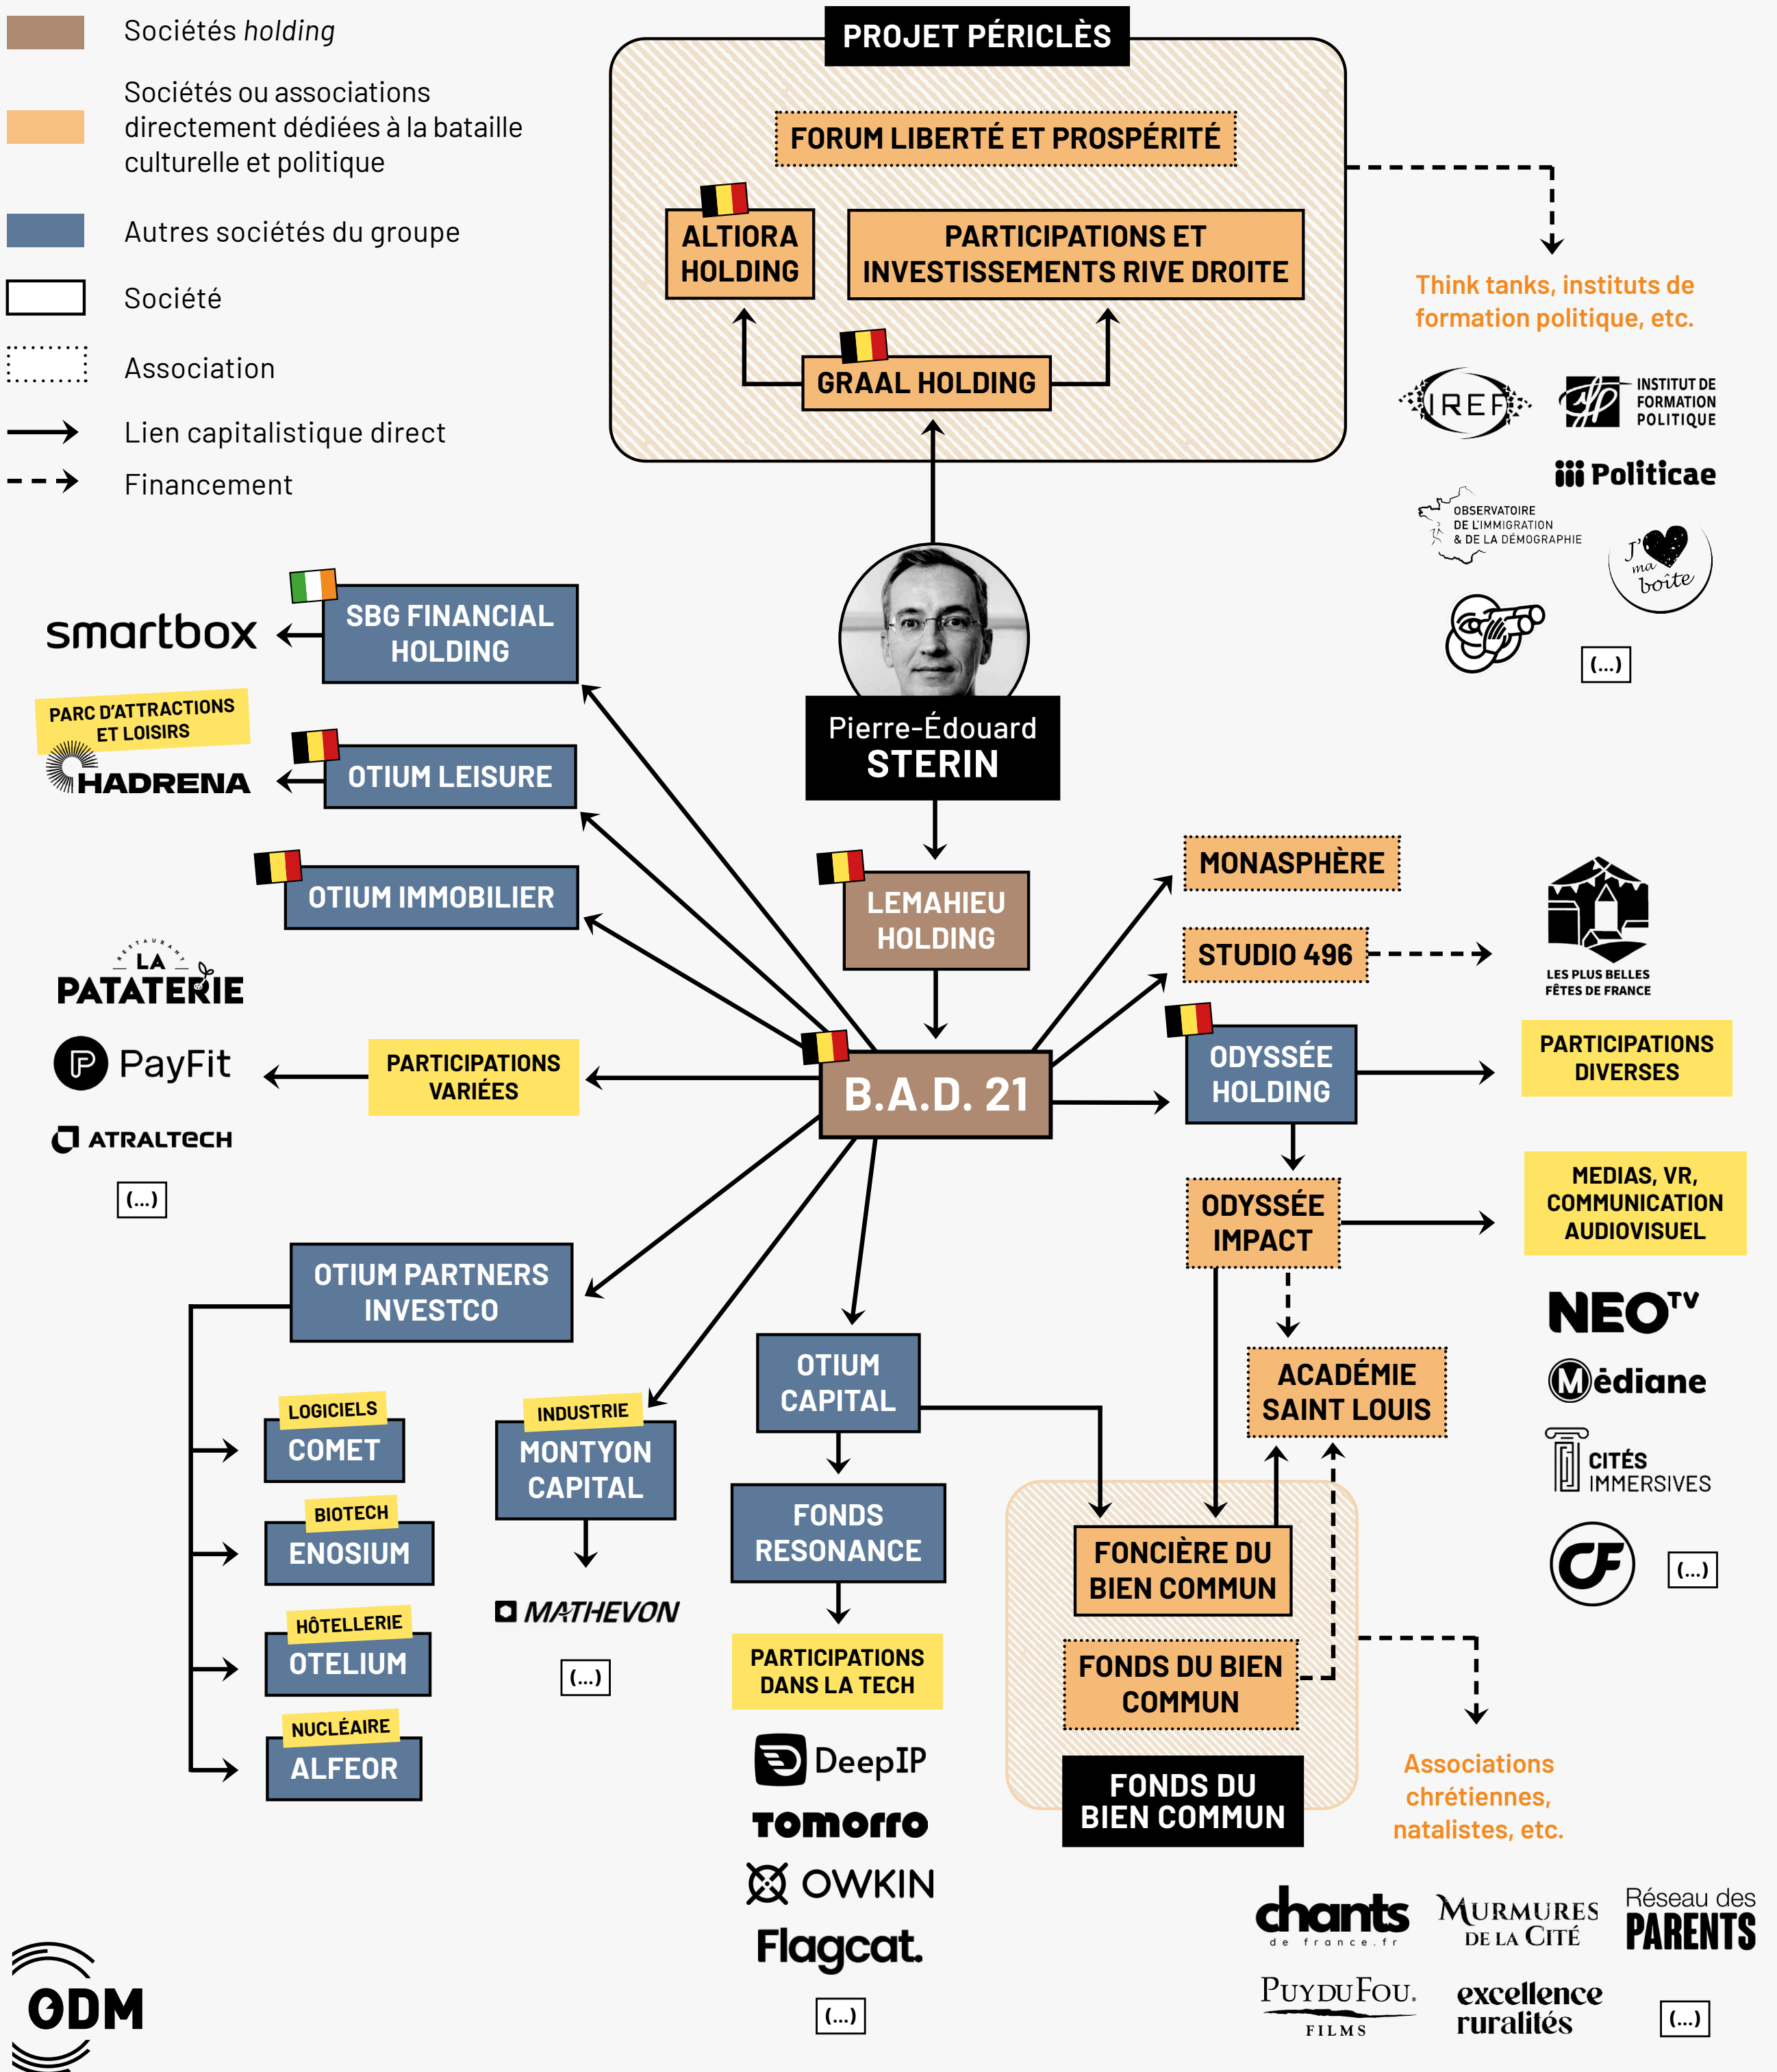 Sociétés holding
Sociétés ou associations
directement dédiées à la bataille
culturelle et politique
Autres sociétés du groupe
Société
Association
Lien capitalistique direct
Financement
PROJET PÉRICLÈS
FORUM LIBERTÉ ET PROSPÉRITÉ
ALTIORA
HOLDING
PARTICIPATIONS ET
INVESTISSEMENTS RIVE DROITE
GRAAL HOLDING
Think tanks, instituts de
formation politique, etc.
IREF
ifp
INSTITUT DE
FORMATION
POLITIQUE
Politicae
OBSERVATOIRE
DE L'IMMIGRATION
& DE LA DÉMOGRAPHIE
J'
ma
boîte
(...)
Pierre-Édouard
STERIN
SBG FINANCIAL
HOLDING
smartbox
PARC D'ATTRACTIONS
ET LOISIRS
HADRENA
OTIUM LEISURE
OTIUM IMMOBILIER
LEMAHIEU
HOLDING
MONASPHÈRE
STUDIO 496
LES PLUS BELLES
FÊTES DE FRANCE
RESTAURANT
LA
PATATERIE
PayFit
ATRALTECH
(...)
PARTICIPATIONS
VARIÉES
B.A.D. 21
ODYSSÉE
HOLDING
PARTICIPATIONS
DIVERSES
ODYSSÉE
IMPACT
MEDIAS, VR,
COMMUNICATION
AUDIOVISUEL
NEO TV
Médiane
CITÉS
IMMERSIVES
CF
(...)
OTIUM PARTNERS
INVESTCO
LOGICIELS
COMET
BIOTECH
ENOSIUM
HÔTELLERIE
OTELIUM
NUCLÉAIRE
ALFEOR
INDUSTRIE
MONTYON
CAPITAL
MATHEVON
(...)
OTIUM
CAPITAL
FONDS
RESONANCE
PARTICIPATIONS
DANS LA TECH
DeepIP
Tomorro
OWKIN
Flagcat.
(...)
ACADÉMIE
SAINT LOUIS
FONCIÈRE DU
BIEN COMMUN
FONDS DU BIEN
COMMUN
FONDS DU
BIEN COMMUN
Associations
chrétiennes,
natalistes, etc.
chants
de france.fr
MURMURES
DE LA CITÉ
Réseau des
PARENTS
PUY DU FOU.
FILMS
excellence
ruralités
(...)
ODM